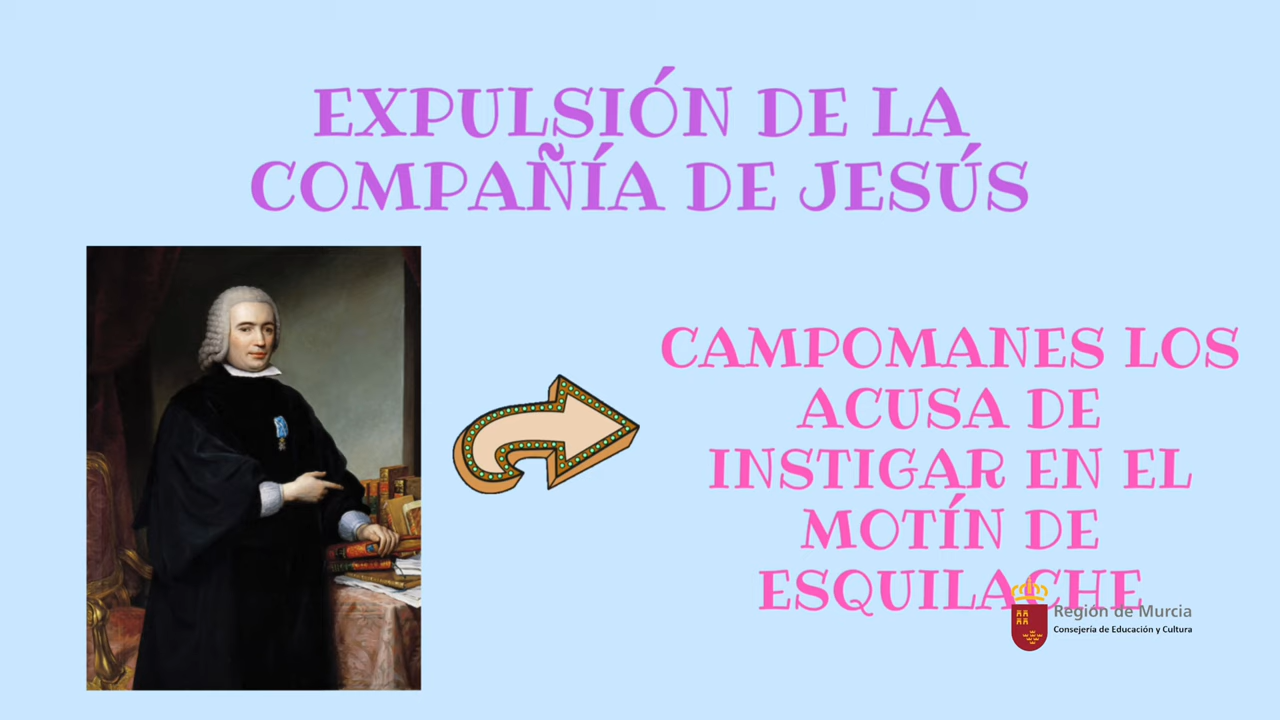 EXPULSIÓN DE LA
COMPAÑÍA DE JESÚS
CAMPOMANES LOS
ACUSA DE
INSTIGAR EN EL
MOTÍN DE
ESQUILACHE
Región de Murcia
Consejería de Educación y Cultura